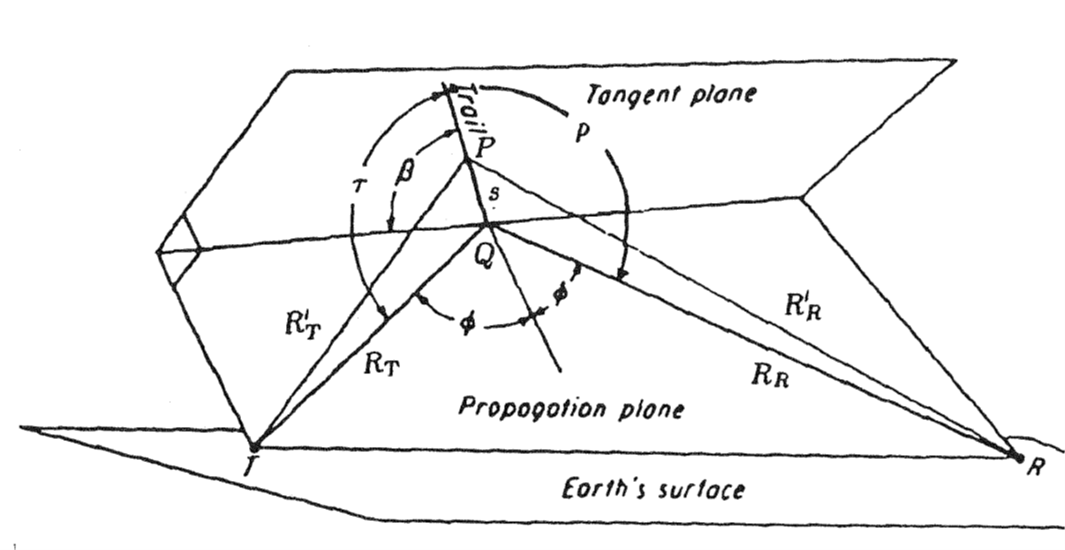 Tangent plane
Trail
ρ
P
β
τ
s
Q
R'T
R'R
ϕ
ϕ
RT
RR
Propogation plane
T
R
Earth's surface